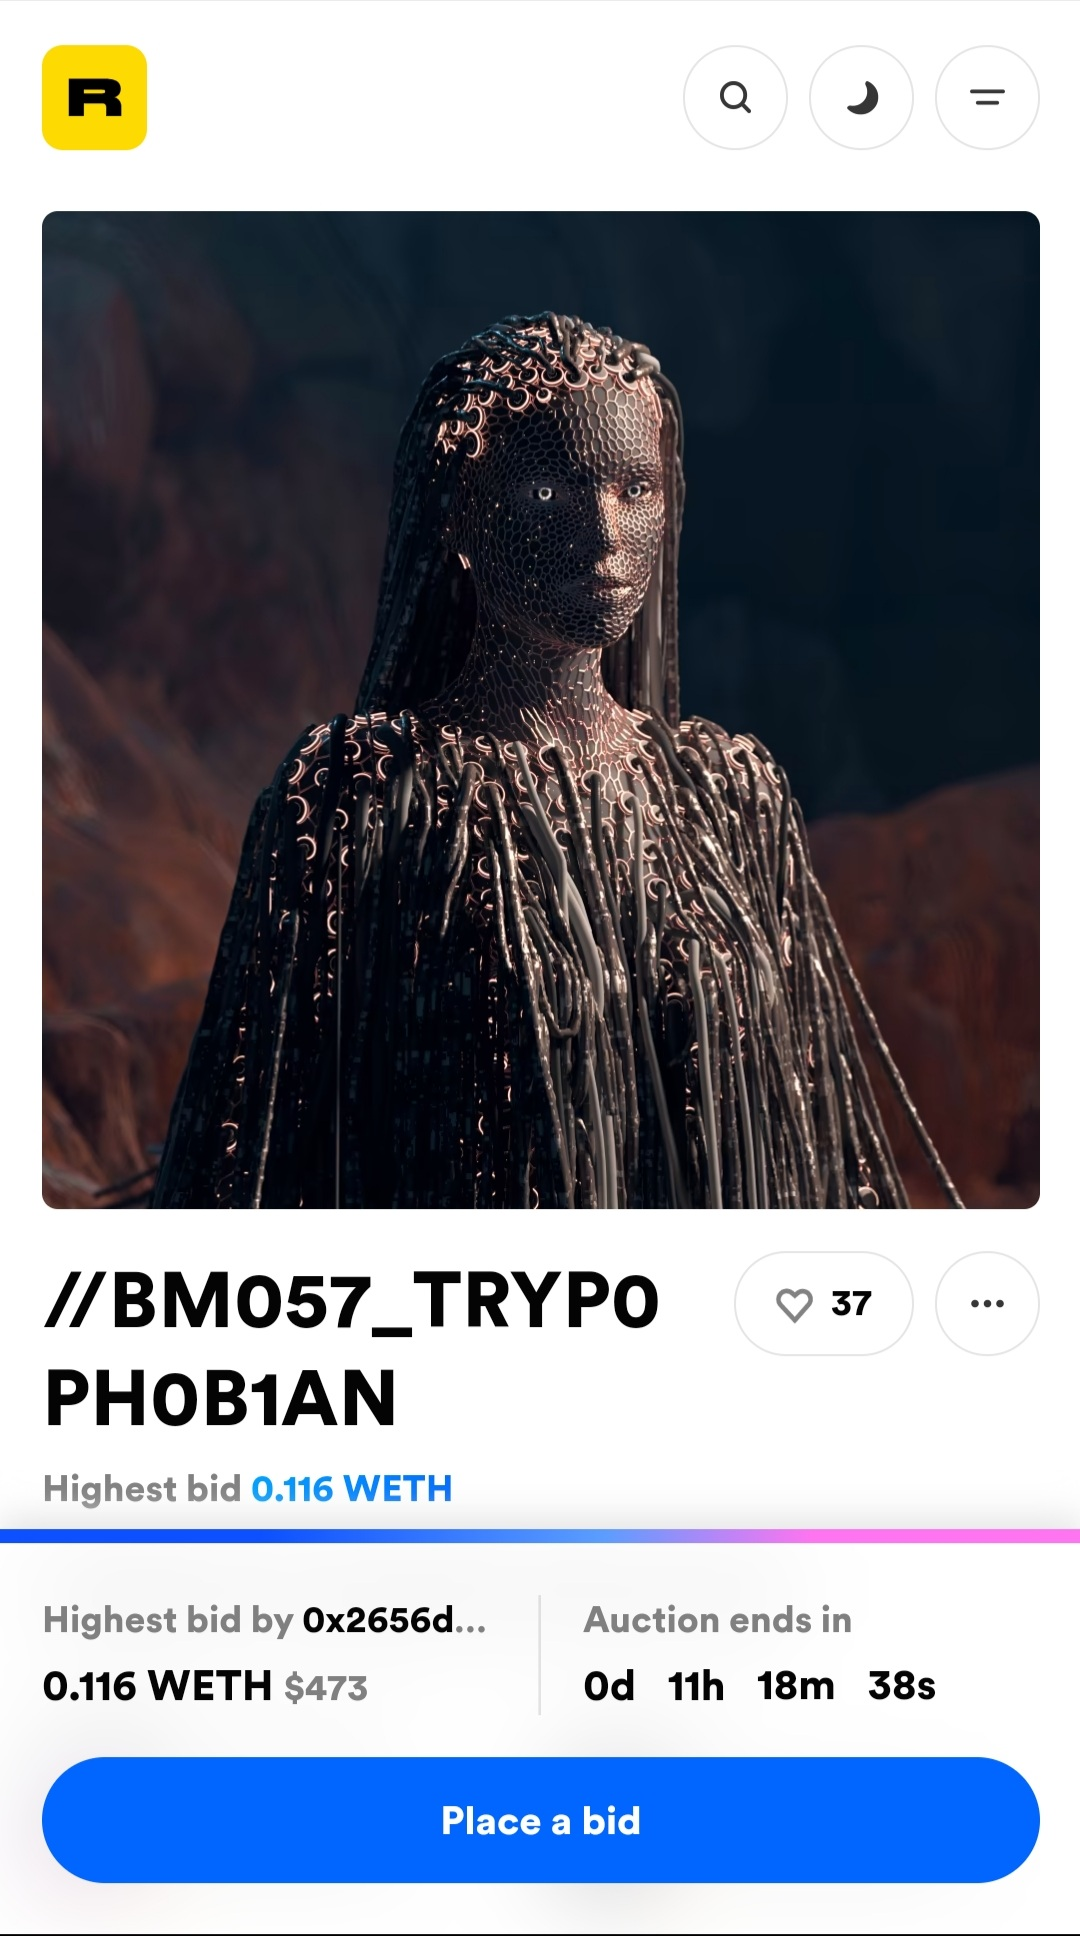 R
//BM057_TRYP0
PH0B1AN
37
Highest bid 0.116 WETH
Highest bid by 0x2656d...
0.116 WETH $473
Auction ends in
0d 11h 18m 38s
Place a bid